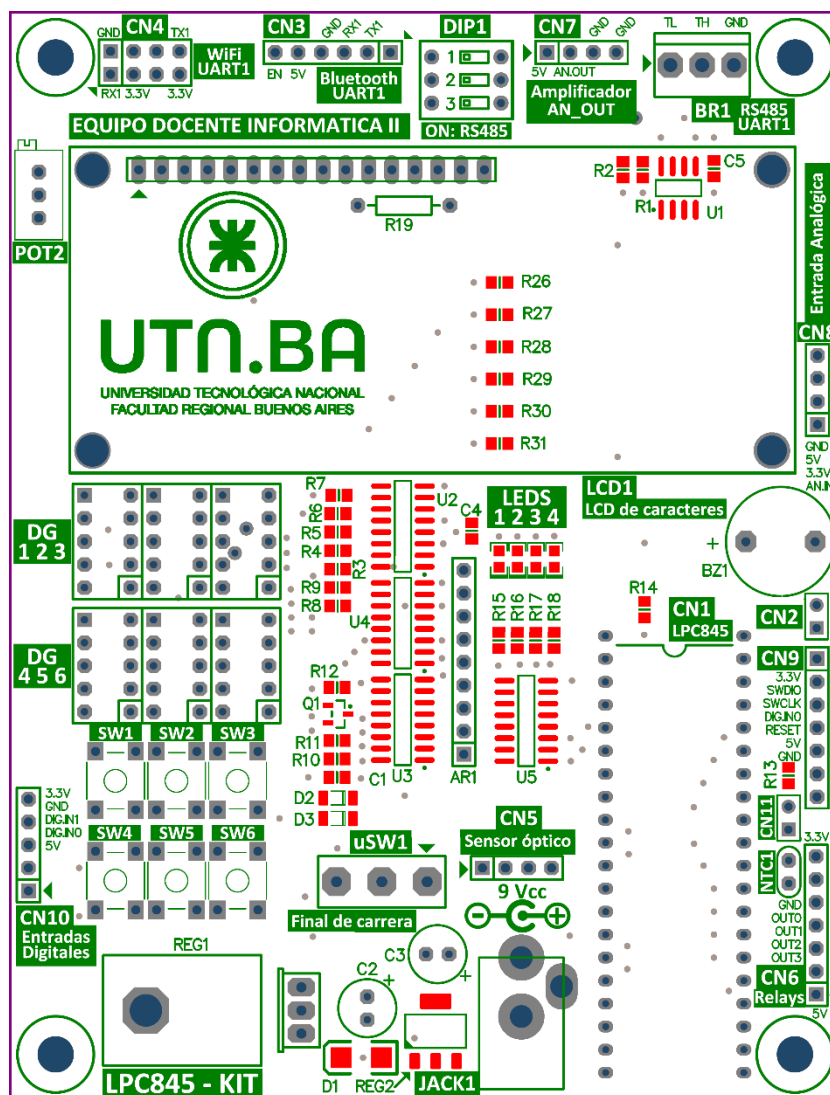 GND
CN4
TX1
WiFi
UART1
RX1 3.3V 3.3V
CN3
GND
RX1
TX1
EN 5V
Bluetooth
UART1
DIP1
1
2
3
ON: RS485
CN7
GND
GND
5V AN.OUT
Amplificador
AN_OUT
TL TH GND
BR1 RS485
UART1
EQUIPO DOCENTE INFORMATICA II
POT2
R19
R2
C5
R1
U1
UTN.BA
UNIVERSIDAD TECNOLÓGICA NACIONAL
FACULTAD REGIONAL BUENOS AIRES
R26
R27
R28
R29
R30
R31
Entrada Analógica
CN8
GND
5V
3.3V
AN.IN
LCD1
LCD de caracteres
+
BZ1
DG
1 2 3
DG
4 5 6
R7
R6
R5
R4
R3
R9
R8
U2
U4
C4
LEDS
1 2 3 4
R15
R16
R17
R18
R14
CN1
LPC845
CN2
CN9
3.3V
SWDIO
SWCLK
DIG.IN0
RESET
5V
GND
R13
CN11
3.3V
NTC1
GND
OUT0
OUT1
OUT2
OUT3
CN6
Relays
5V
R12
Q1
R11
R10
C1
U3
AR1
U5
D2
D3
SW1 SW2 SW3
SW4 SW5 SW6
3.3V
GND
DIG.IN1
DIG.IN0
5V
CN10
Entradas
Digitales
uSW1
Final de carrera
CN5
Sensor óptico
9 Vcc
- +
REG1
C3
+
C2
+
LPC845 - KIT
D1
REG2
JACK1